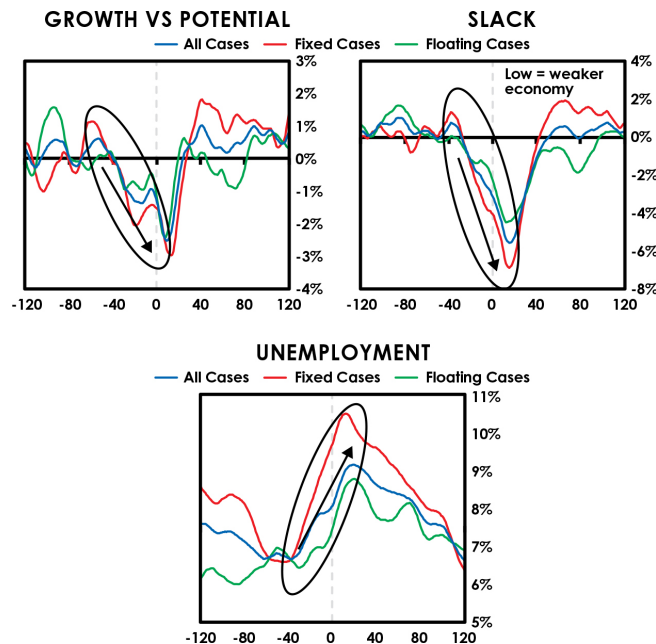 GROWTH VS POTENTIAL
All Cases Fixed Cases Floating Cases
3%
2%
1%
0%
-1%
-2%
-3%
-4%
-120 -80 -40 0 40 80 120
SLACK
All Cases Fixed Cases Floating Cases
Low = weaker
economy
4%
2%
0%
-2%
-4%
-6%
-8%
-120 -80 -40 0 40 80 120
UNEMPLOYMENT
All Cases Fixed Cases Floating Cases
11%
10%
9%
8%
7%
6%
5%
-120 -80 -40 0 40 80 120